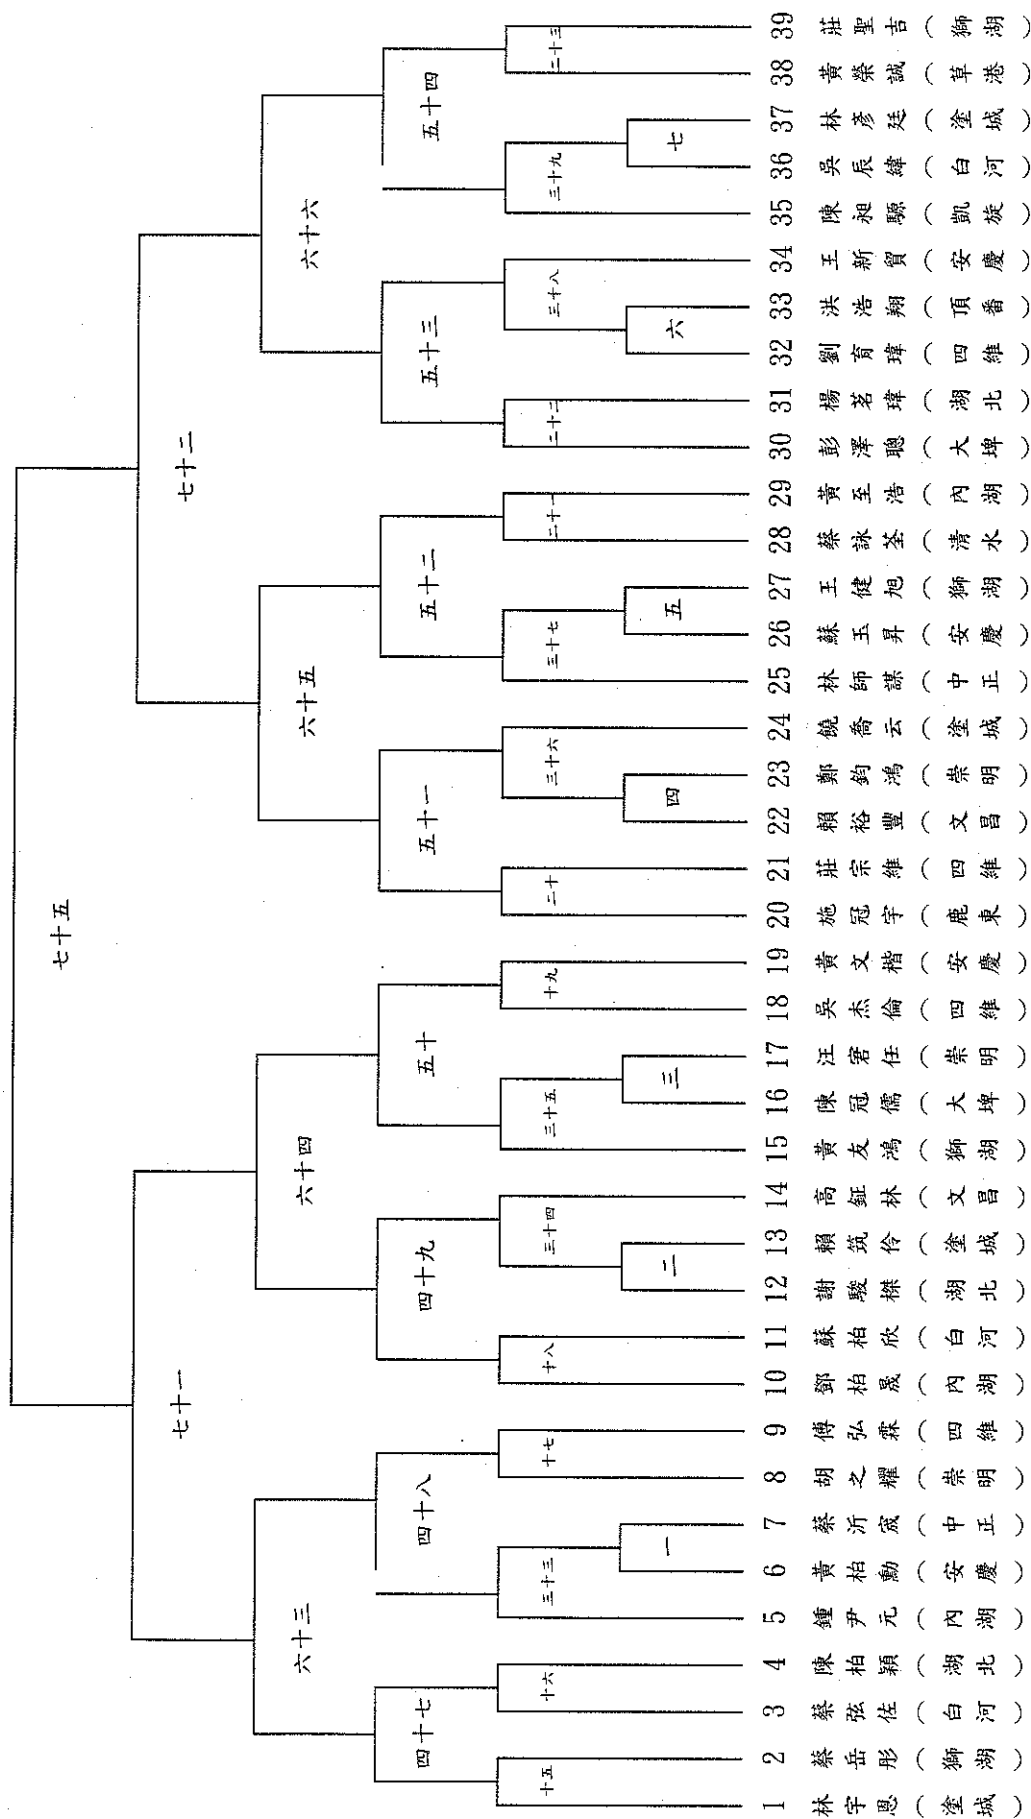 七十五
七十一
七十二
六十三
六十四
六十五
六十六
四十七
四十八
四十九
五十
五十一
五十二
五十三
五十四
十五
十六
三十三
十七
十八
三十四
三十五
十九
二十
三十六
三十七
二十一
二十二
三十八
三十九
二十三
一
二
三
四
五
六
七
1 林宇恩(塗城)
2 蔡岳彤(獅湖)
3 蔡弦佐(白河)
4 陳柏穎(湖北)
5 鍾尹元(內湖)
6 黃柏勳(安慶)
7 蔡沂宬(中正)
8 胡之耀(崇明)
9 傅弘霖(四維)
10 鄧柏晟(內湖)
11 蘇柏欣(白河)
12 謝駿櫟(湖北)
13 賴筑伶(塗城)
14 高鉦林(文昌)
15 黃友鴻(獅湖)
16 陳冠儒(大埤)
17 汪宭任(崇明)
18 吳杰倫(四維)
19 黃文楷(安慶)
20 施冠宇(鹿東)
21 莊宗維(四維)
22 賴裕豐(文昌)
23 鄭鈞鴻(崇明)
24 饒喬云(塗城)
25 林師謀(中正)
26 蘇玉昇(安慶)
27 王健旭(獅湖)
28 蔡詠荃(清水)
29 黃至浩(內湖)
30 彭澤聰(大埤)
31 楊茗瑋(湖北)
32 劉育瑋(四維)
33 洪浩翔(頂番)
34 王新貿(安慶)
35 陳昶騵(凱旋)
36 吳辰緯(白河)
37 林彥廷(塗城)
38 黃榮誠(草港)
39 莊聖吉(獅湖)